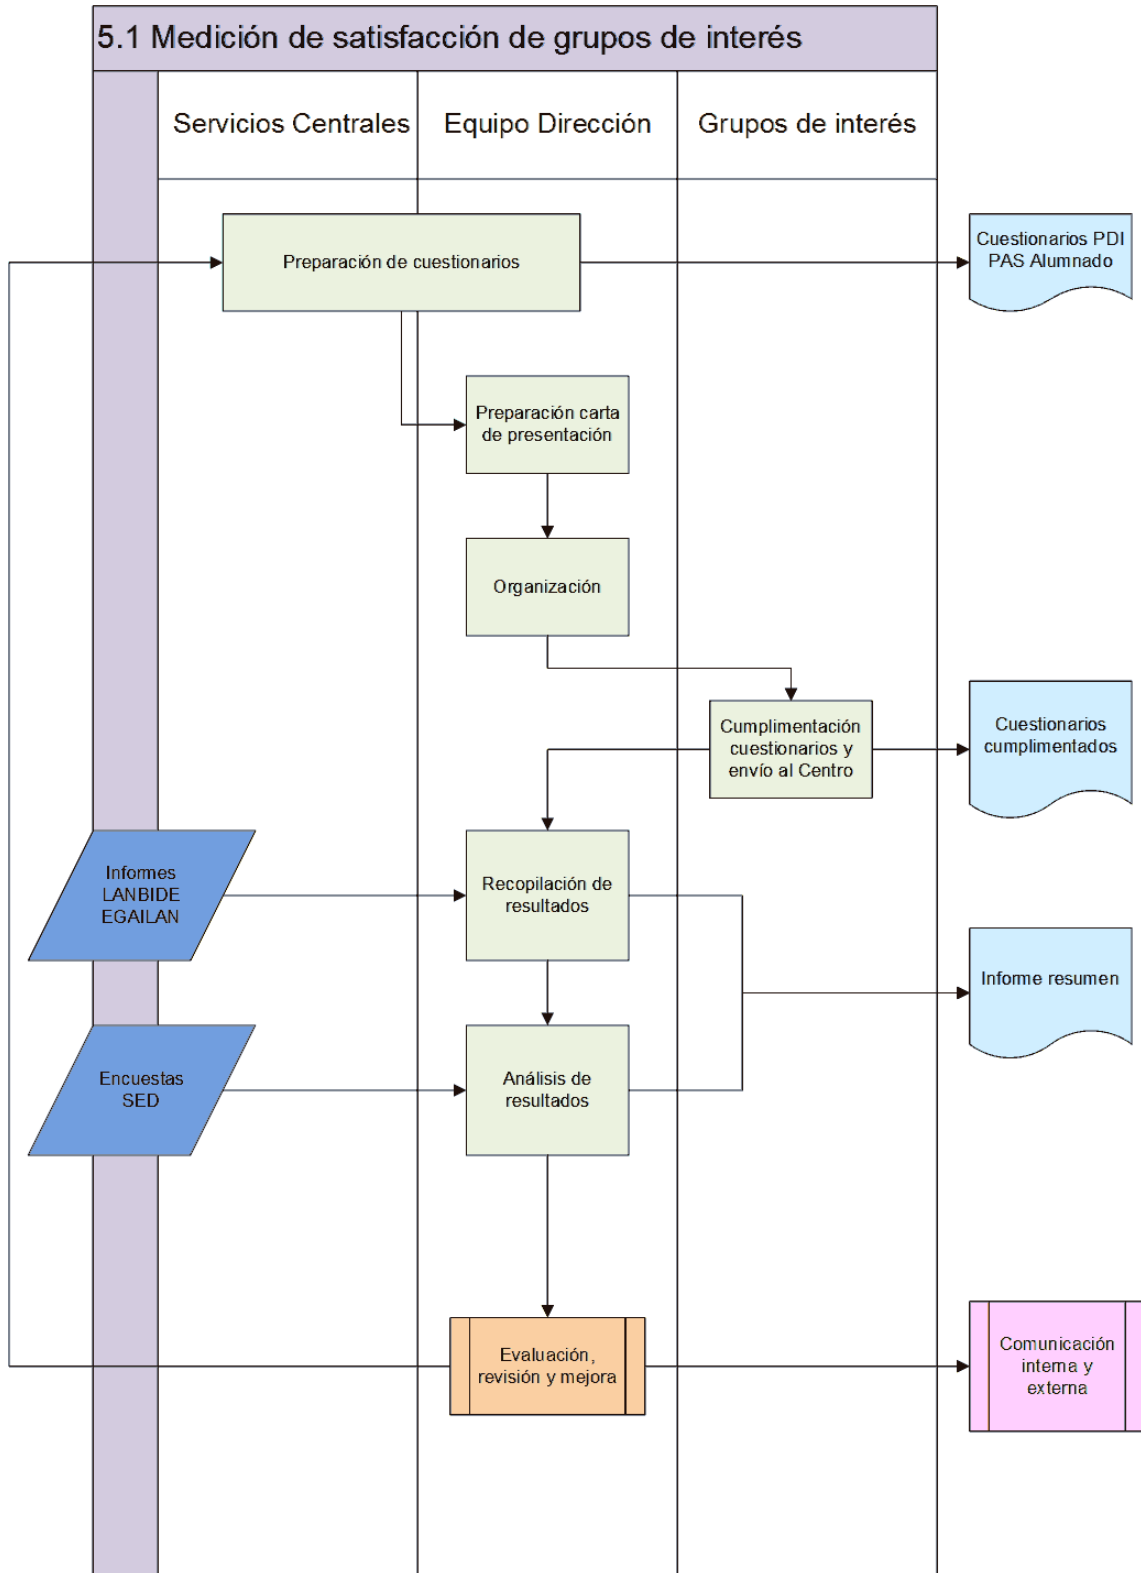 5.1 Medición de satisfacción de grupos de interés
Servicios Centrales
Equipo Dirección
Grupos de interés
Preparación de cuestionarios
Cuestionarios PDI
PAS Alumnado
Preparación carta
de presentación
Organización
Cumplimentación
cuestionarios y
envío al Centro
Cuestionarios
cumplimentados
Informes
LANBIDE
EGAILAN
Recopilación de
resultados
Informe resumen
Encuestas
SED
Análisis de
resultados
Evaluación,
revisión y mejora
Comunicación
interna y
externa